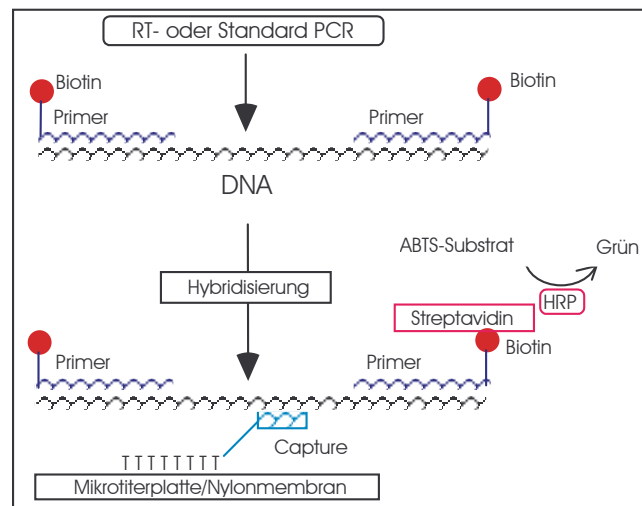 RT- oder Standard PCR
Biotin
Biotin
Primer
Primer
DNA
ABTS-Substrat
Grün
Hybridisierung
HRP
Streptavidin
Primer
Primer
Biotin
Capture
TTTTTTTT
Mikrotiterplatte/Nylonmembran